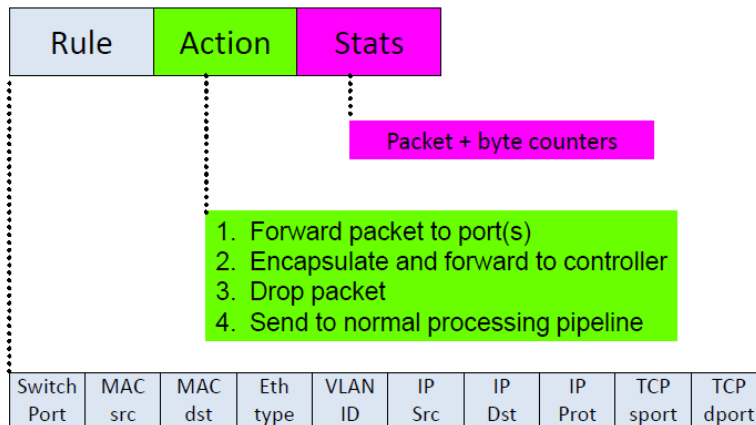 Rule Action Stats
Packet + byte counters
1. Forward packet to port(s)
2. Encapsulate and forward to controller
3. Drop packet
4. Send to normal processing pipeline
Switch MAC MAC Eth VLAN IP IP IP TCP TCP
Port src dst type ID Src Dst Prot sport dport